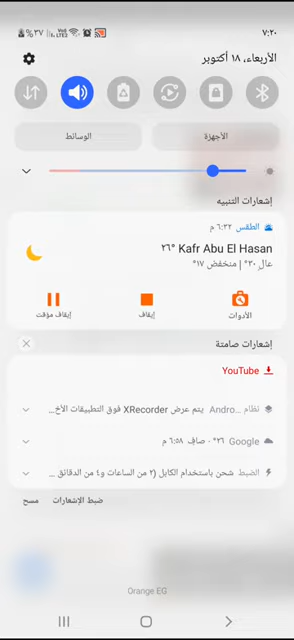 ٧:٢٠
٣٧%
LTE
الأربعاء، ١٨ أكتوبر
الأجهزة
الوسائط
إشعارات التنبيه
الطقس ٦:٣٢ م
Kafr Abu El Hasan ٢٦°
عالٍ ٣٠° | منخفض ١٧°
الأدوات
إيقاف
إيقاف مؤقت
إشعارات صامتة
YouTube
نظام Andro... يتم عرض XRecorder فوق التطبيقات الأخ...
Google ٢٦° - صافٍ ٦:٥٨ م
الضبط شحن باستخدام الكابل (٢ من الساعات و٤ من الدقائق ...
ضبط الإشعارات
مسح
Orange EG